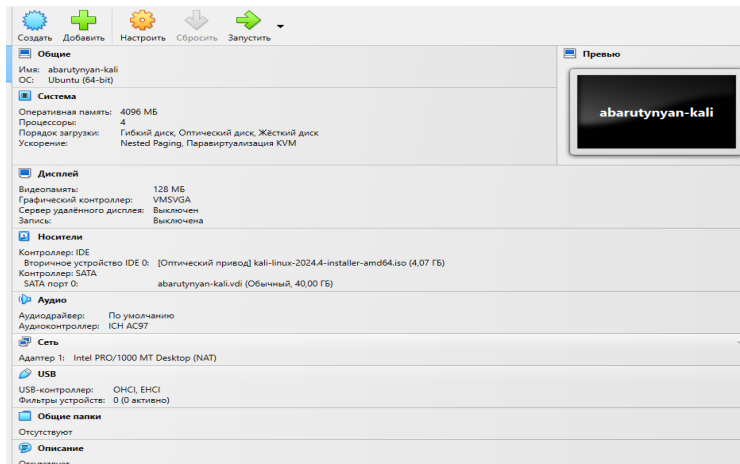 Создать Добавить Настроить Сбросить Запустить
Общие
Имя: abarutynyan-kali
ОС: Ubuntu (64-bit)
Превью
abarutynyan-kali
Система
Оперативная память: 4096 МБ
Процессоры: 4
Порядок загрузки: Гибкий диск, Оптический диск, Жёсткий диск
Ускорение: Nested Paging, Паравиртуализация KVM
Дисплей
Видеопамять: 128 МБ
Графический контроллер: VMSVGA
Сервер удалённого дисплея: Выключен
Запись: Выключена
Носители
Контроллер: IDE
Вторичное устройство IDE 0: [Оптический привод] kali-linux-2024.4-installer-amd64.iso (4,07 ГБ)
Контроллер: SATA
SATA порт 0: abarutynyan-kali.vdi (Обычный, 40,00 ГБ)
Аудио
Аудиодрайвер: По умолчанию
Аудиоконтроллер: ICH AC97
Сеть
Адаптер 1: Intel PRO/1000 MT Desktop (NAT)
USB
USB-контроллер: OHCI, EHCI
Фильтры устройств: 0 (0 активно)
Общие папки
Отсутствуют
Описание
Отсутствует